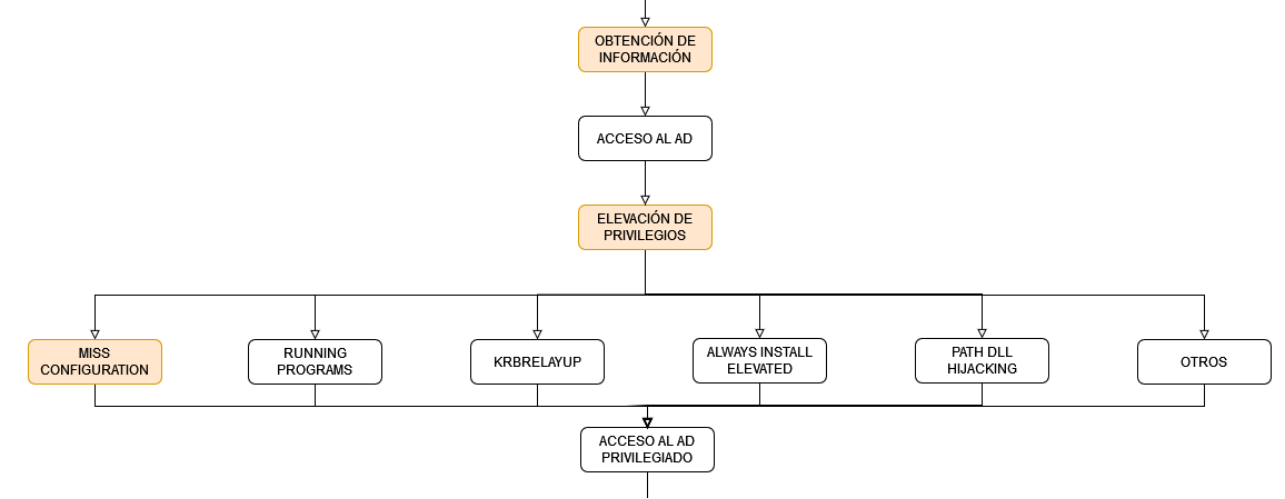 OBTENCIÓN DE
INFORMACIÓN
ACCESO AL AD
ELEVACIÓN DE
PRIVILEGIOS
MISS
CONFIGURATION
RUNNING
PROGRAMS
KRBRELAYUP
ALWAYS INSTALL
ELEVATED
PATH DLL
HIJACKING
OTROS
ACCESO AL AD
PRIVILEGIADO